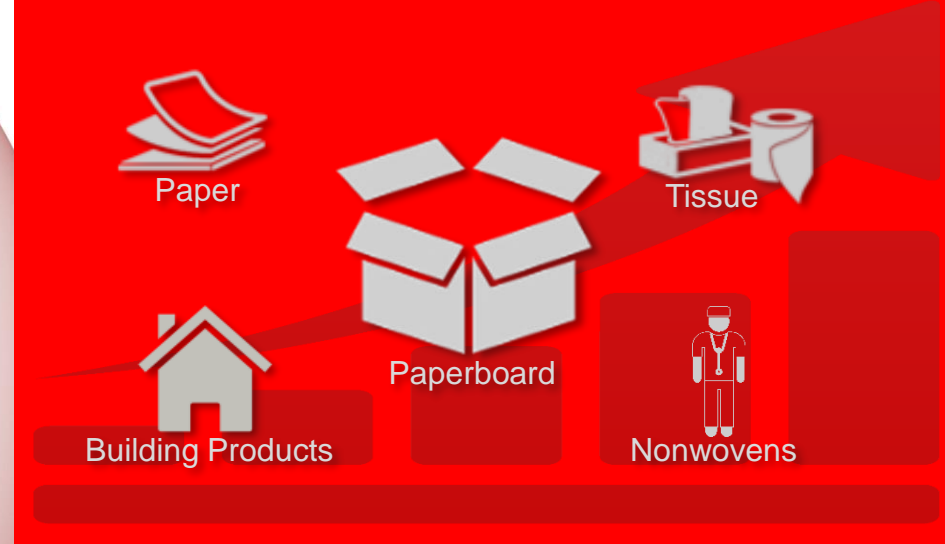 Paper
Tissue
Paperboard
Building Products
Nonwovens